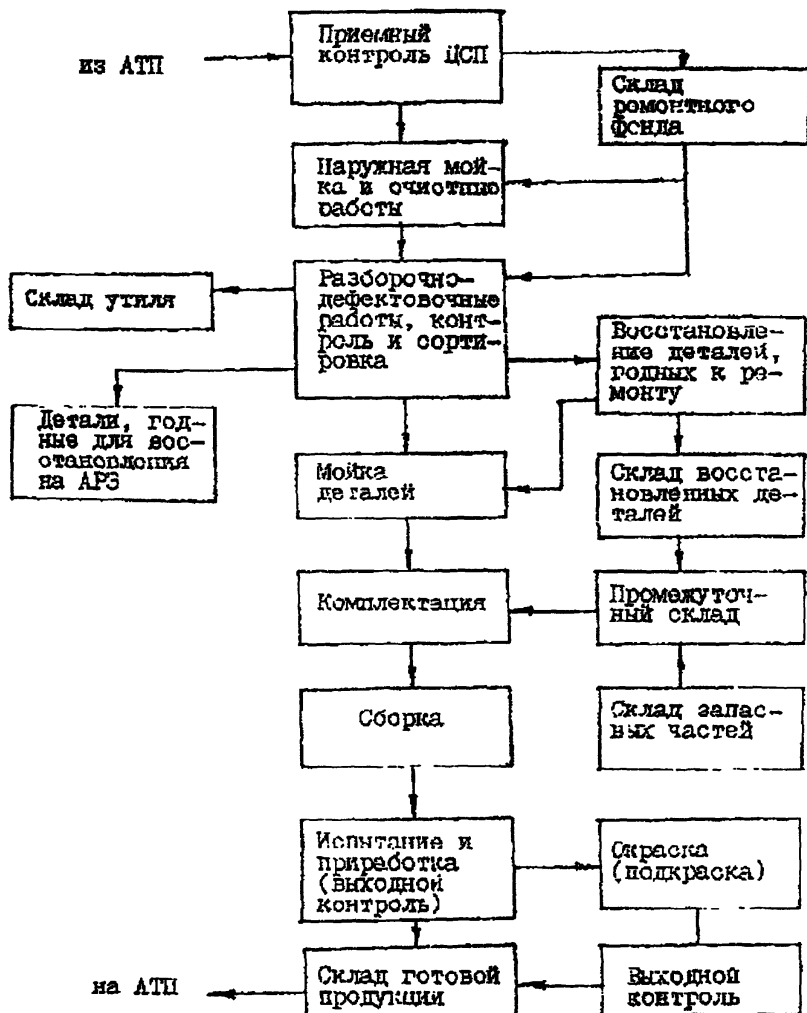 Приемный
контроль ЦСП
из АТП
Склад
ремонтного
фонда
Наружная мой-
ка и очистные
работы
Склад утиля
Разборочно-
дефектовочные
работы, конт-
роль и сорти-
ровка
Восстановле-
ние деталей,
годных к ре-
монту
Детали, год-
ные для вос-
становления
на АРЗ
Мойка
деталей
Склад восста-
новленных де-
талей
Комплектация
Промежуточ-
ный склад
Сборка
Склад запас-
ных частей
Испытание и
приработка
(выходной
контроль)
Окраска
(подкраска)
на АТП
Склад готовой
продукции
Выходной
контроль